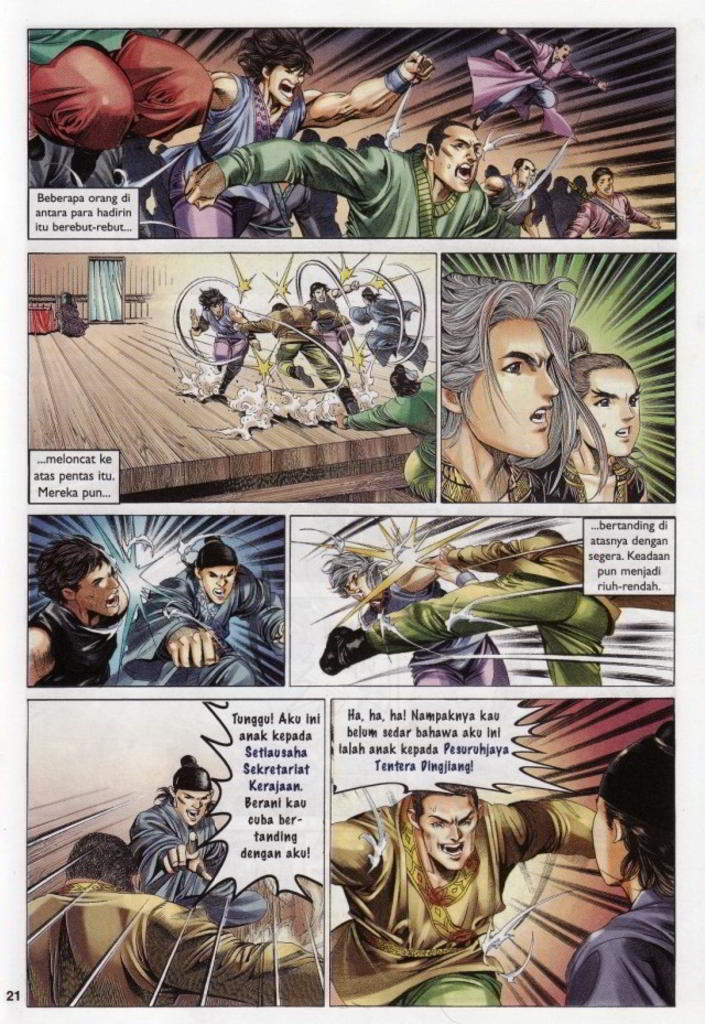 Beberapa orang di
antara para hadirin
itu berebut-rebut...
...meloncat ke
atas pentas itu.
Mereka pun...
...bertanding di
atasnya dengan
segera. Keadaan
pun menjadi
riuh-rendah.
Tunggu! Aku ini
anak kepada
Setiausaha
Sekretariat
Kerajaan.
Berani kau
cuba ber-
tanding
dengan aku!
Ha, ha, ha! Nampaknya kau
belum sedar bahawa aku ini
ialah anak kepada Pesuruhjaya
Tentera Dingjiang!
21